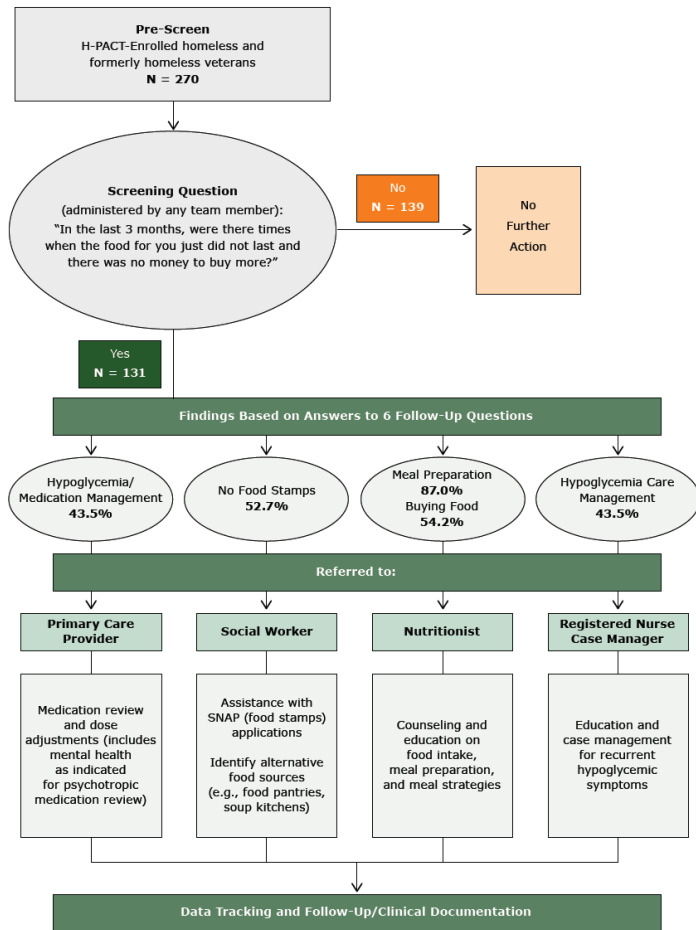 Pre-Screen
H-PACT-Enrolled homeless and
formerly homeless veterans
N = 270
Screening Question
(administered by any team member):
“In the last 3 months, were there times
when the food for you just did not last and
there was no money to buy more?”
No
N = 139
No
Further
Action
Yes
N = 131
Findings Based on Answers to 6 Follow-Up Questions
Hypoglycemia/
Medication Management
43.5%
No Food Stamps
52.7%
Meal Preparation
87.0%
Buying Food
54.2%
Hypoglycemia Care
Management
43.5%
Referred to:
Primary Care
Provider
Social Worker
Nutritionist
Registered Nurse
Case Manager
Medication review
and dose
adjustments (includes
mental health
as indicated
for psychotropic
medication review)
Assistance with
SNAP (food stamps)
applications
Identify alternative
food sources
(e.g., food pantries,
soup kitchens)
Counseling and
education on
food intake,
meal preparation,
and meal strategies
Education and
case management
for recurrent
hypoglycemic
symptoms
Data Tracking and Follow-Up/Clinical Documentation